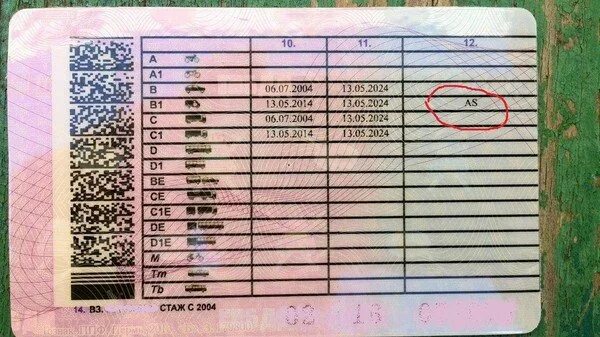 10. 11. 12.
A
A1
B 06.07.2004 13.05.2024
B1 13.05.2014 13.05.2024 AS
C 06.07.2004 13.05.2024
C1 13.05.2014 13.05.2024
D
D1
BE
CE
C1E
DE
D1E
M
Tm
Tb
14. ВЗ. СТАЖ С 2004